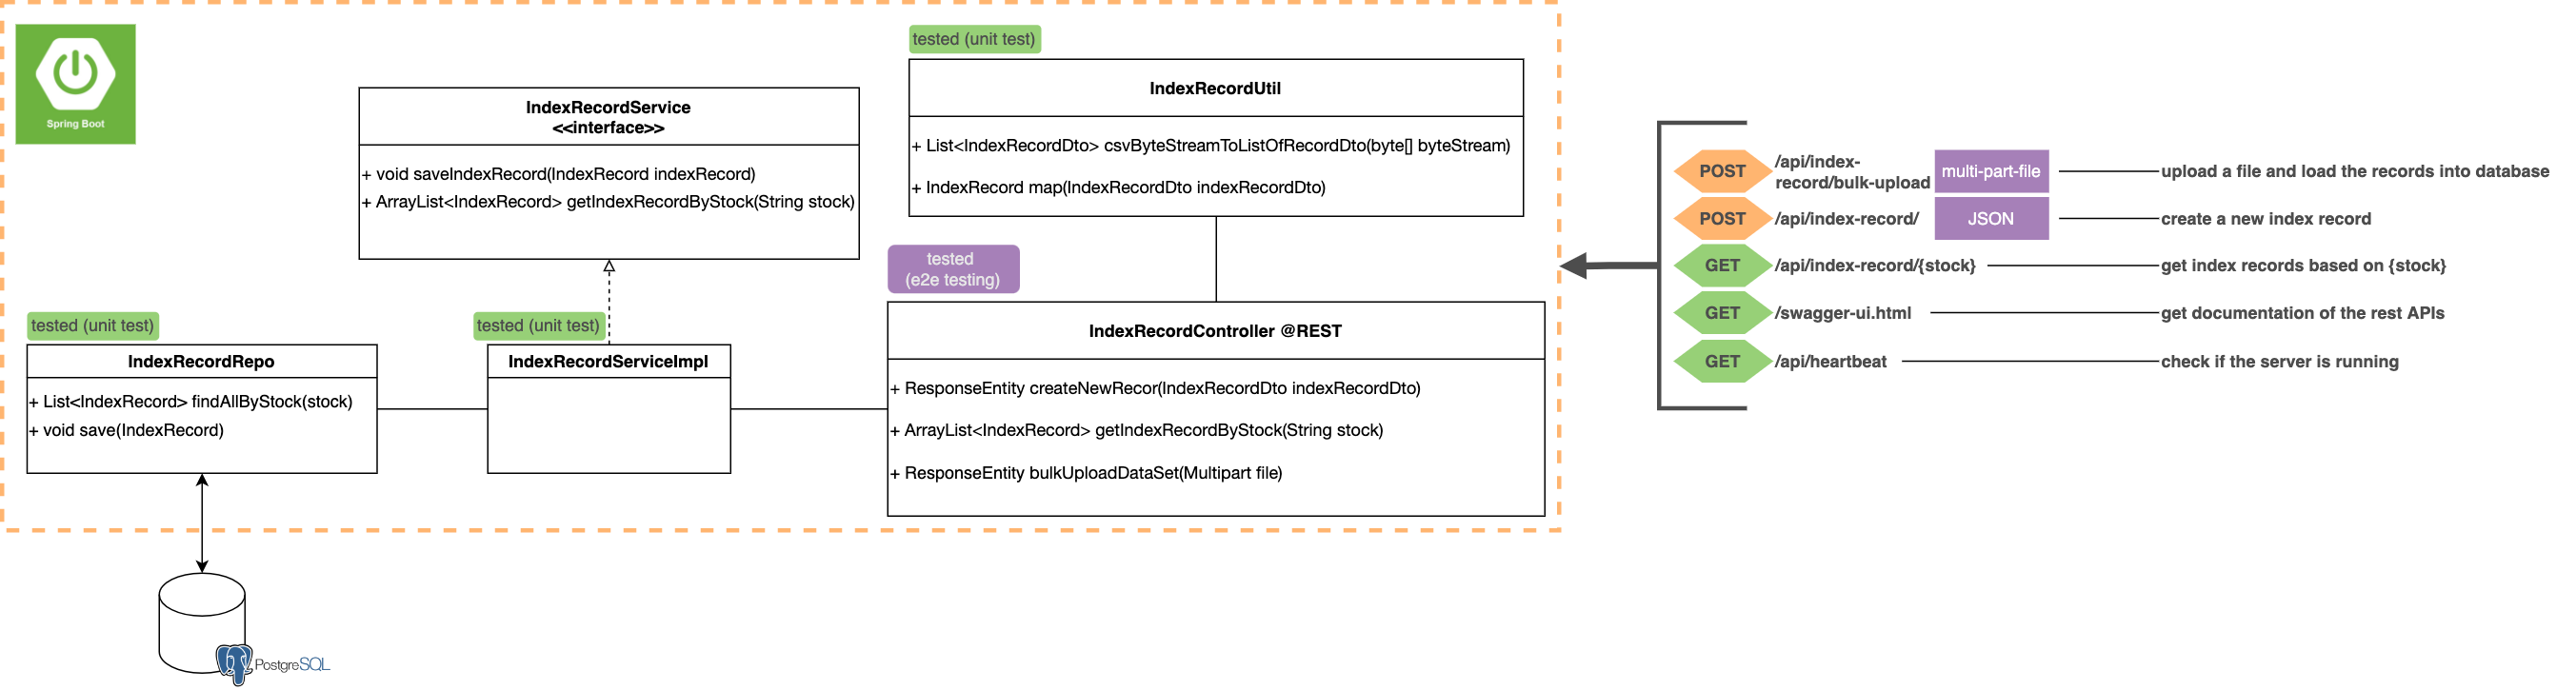 Spring Boot
IndexRecordService
<<interface>>
+ void saveIndexRecord(IndexRecord indexRecord)
+ ArrayList<IndexRecord> getIndexRecordByStock(String stock)
tested (unit test)
IndexRecordUtil
+ List<IndexRecordDto> csvByteStreamToListOfRecordDto(byte[] byteStream)
+ IndexRecord map(IndexRecordDto indexRecordDto)
tested (unit test)
IndexRecordRepo
+ List<IndexRecord> findAllByStock(stock)
+ void save(IndexRecord)
tested (unit test)
IndexRecordServiceImpl
tested
(e2e testing)
IndexRecordController @REST
+ ResponseEntity createNewRecor(IndexRecordDto indexRecordDto)
+ ArrayList<IndexRecord> getIndexRecordByStock(String stock)
+ ResponseEntity bulkUploadDataSet(Multipart file)
PostgreSQL
POST
/api/index-
record/bulk-upload
multi-part-file
upload a file and load the records into database
POST
/api/index-record/
JSON
create a new index record
GET
/api/index-record/{stock}
get index records based on {stock}
GET
/swagger-ui.html
get documentation of the rest APIs
GET
/api/heartbeat
check if the server is running